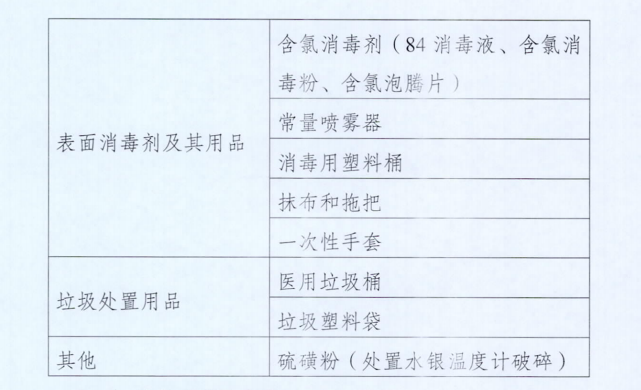 含氯消毒剂（84 消毒液、含氯消
毒粉、含氯泡腾片）
表面消毒剂及其用品
常量喷雾器
消毒用塑料桶
抹布和拖把
一次性手套
垃圾处置用品
医用垃圾桶
垃圾塑料袋
其他
硫磺粉（处置水银温度计破碎）